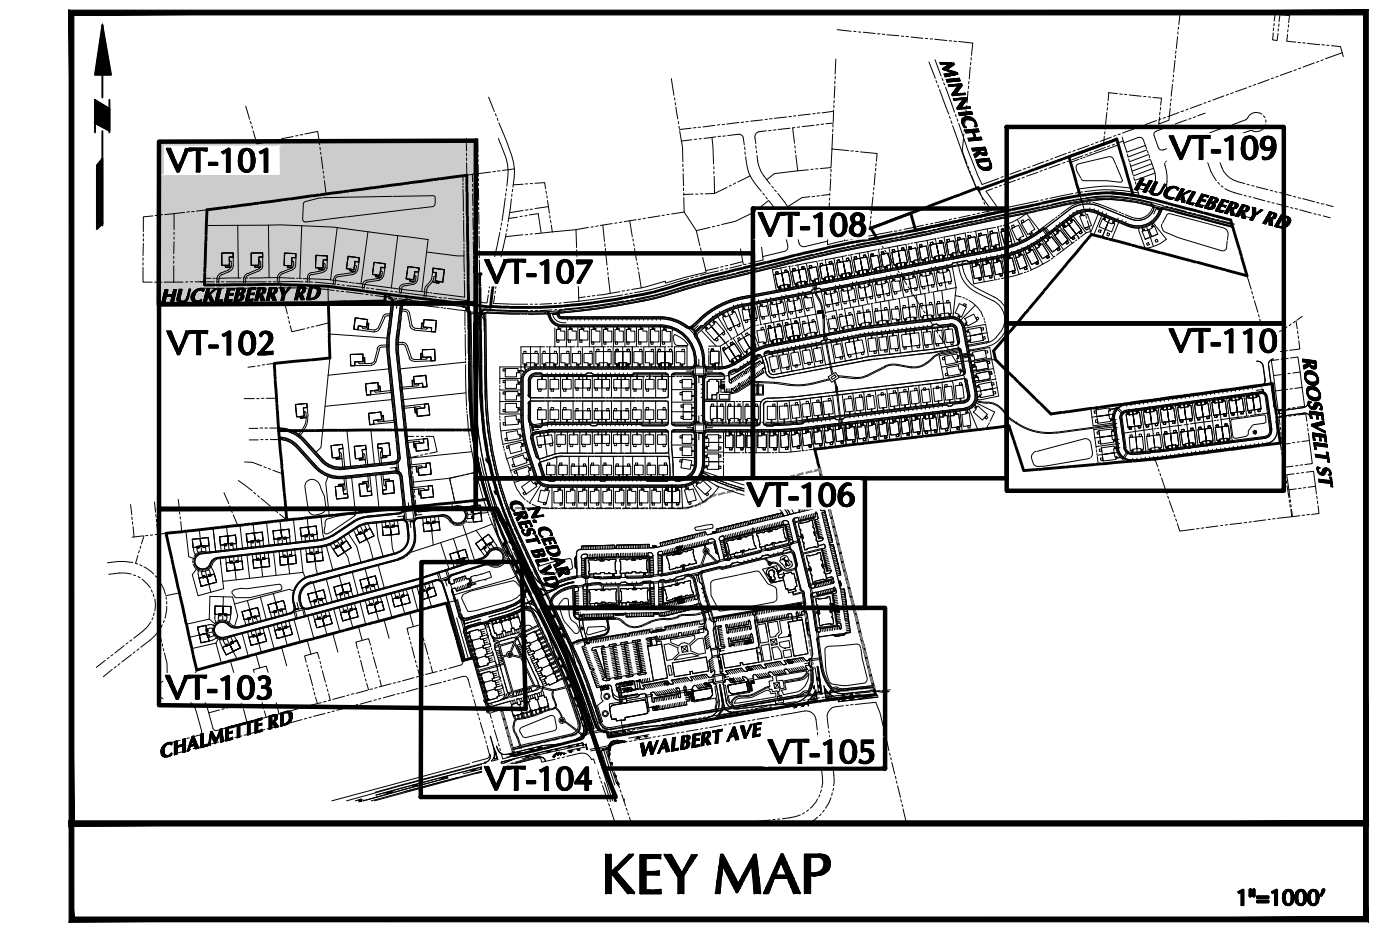 MINNICH RD
VT-101
VT-109
HUCKLEBERRY RD
VT-108
VT-107
HUCKLEBERRY RD
VT-102
VT-110
ROOSEVELT ST
VT-106
N. CEDAR
CREST BLVD
VT-103
CHALMETTE RD
WALBERT AVE
VT-105
VT-104
KEY MAP
1"=1000'